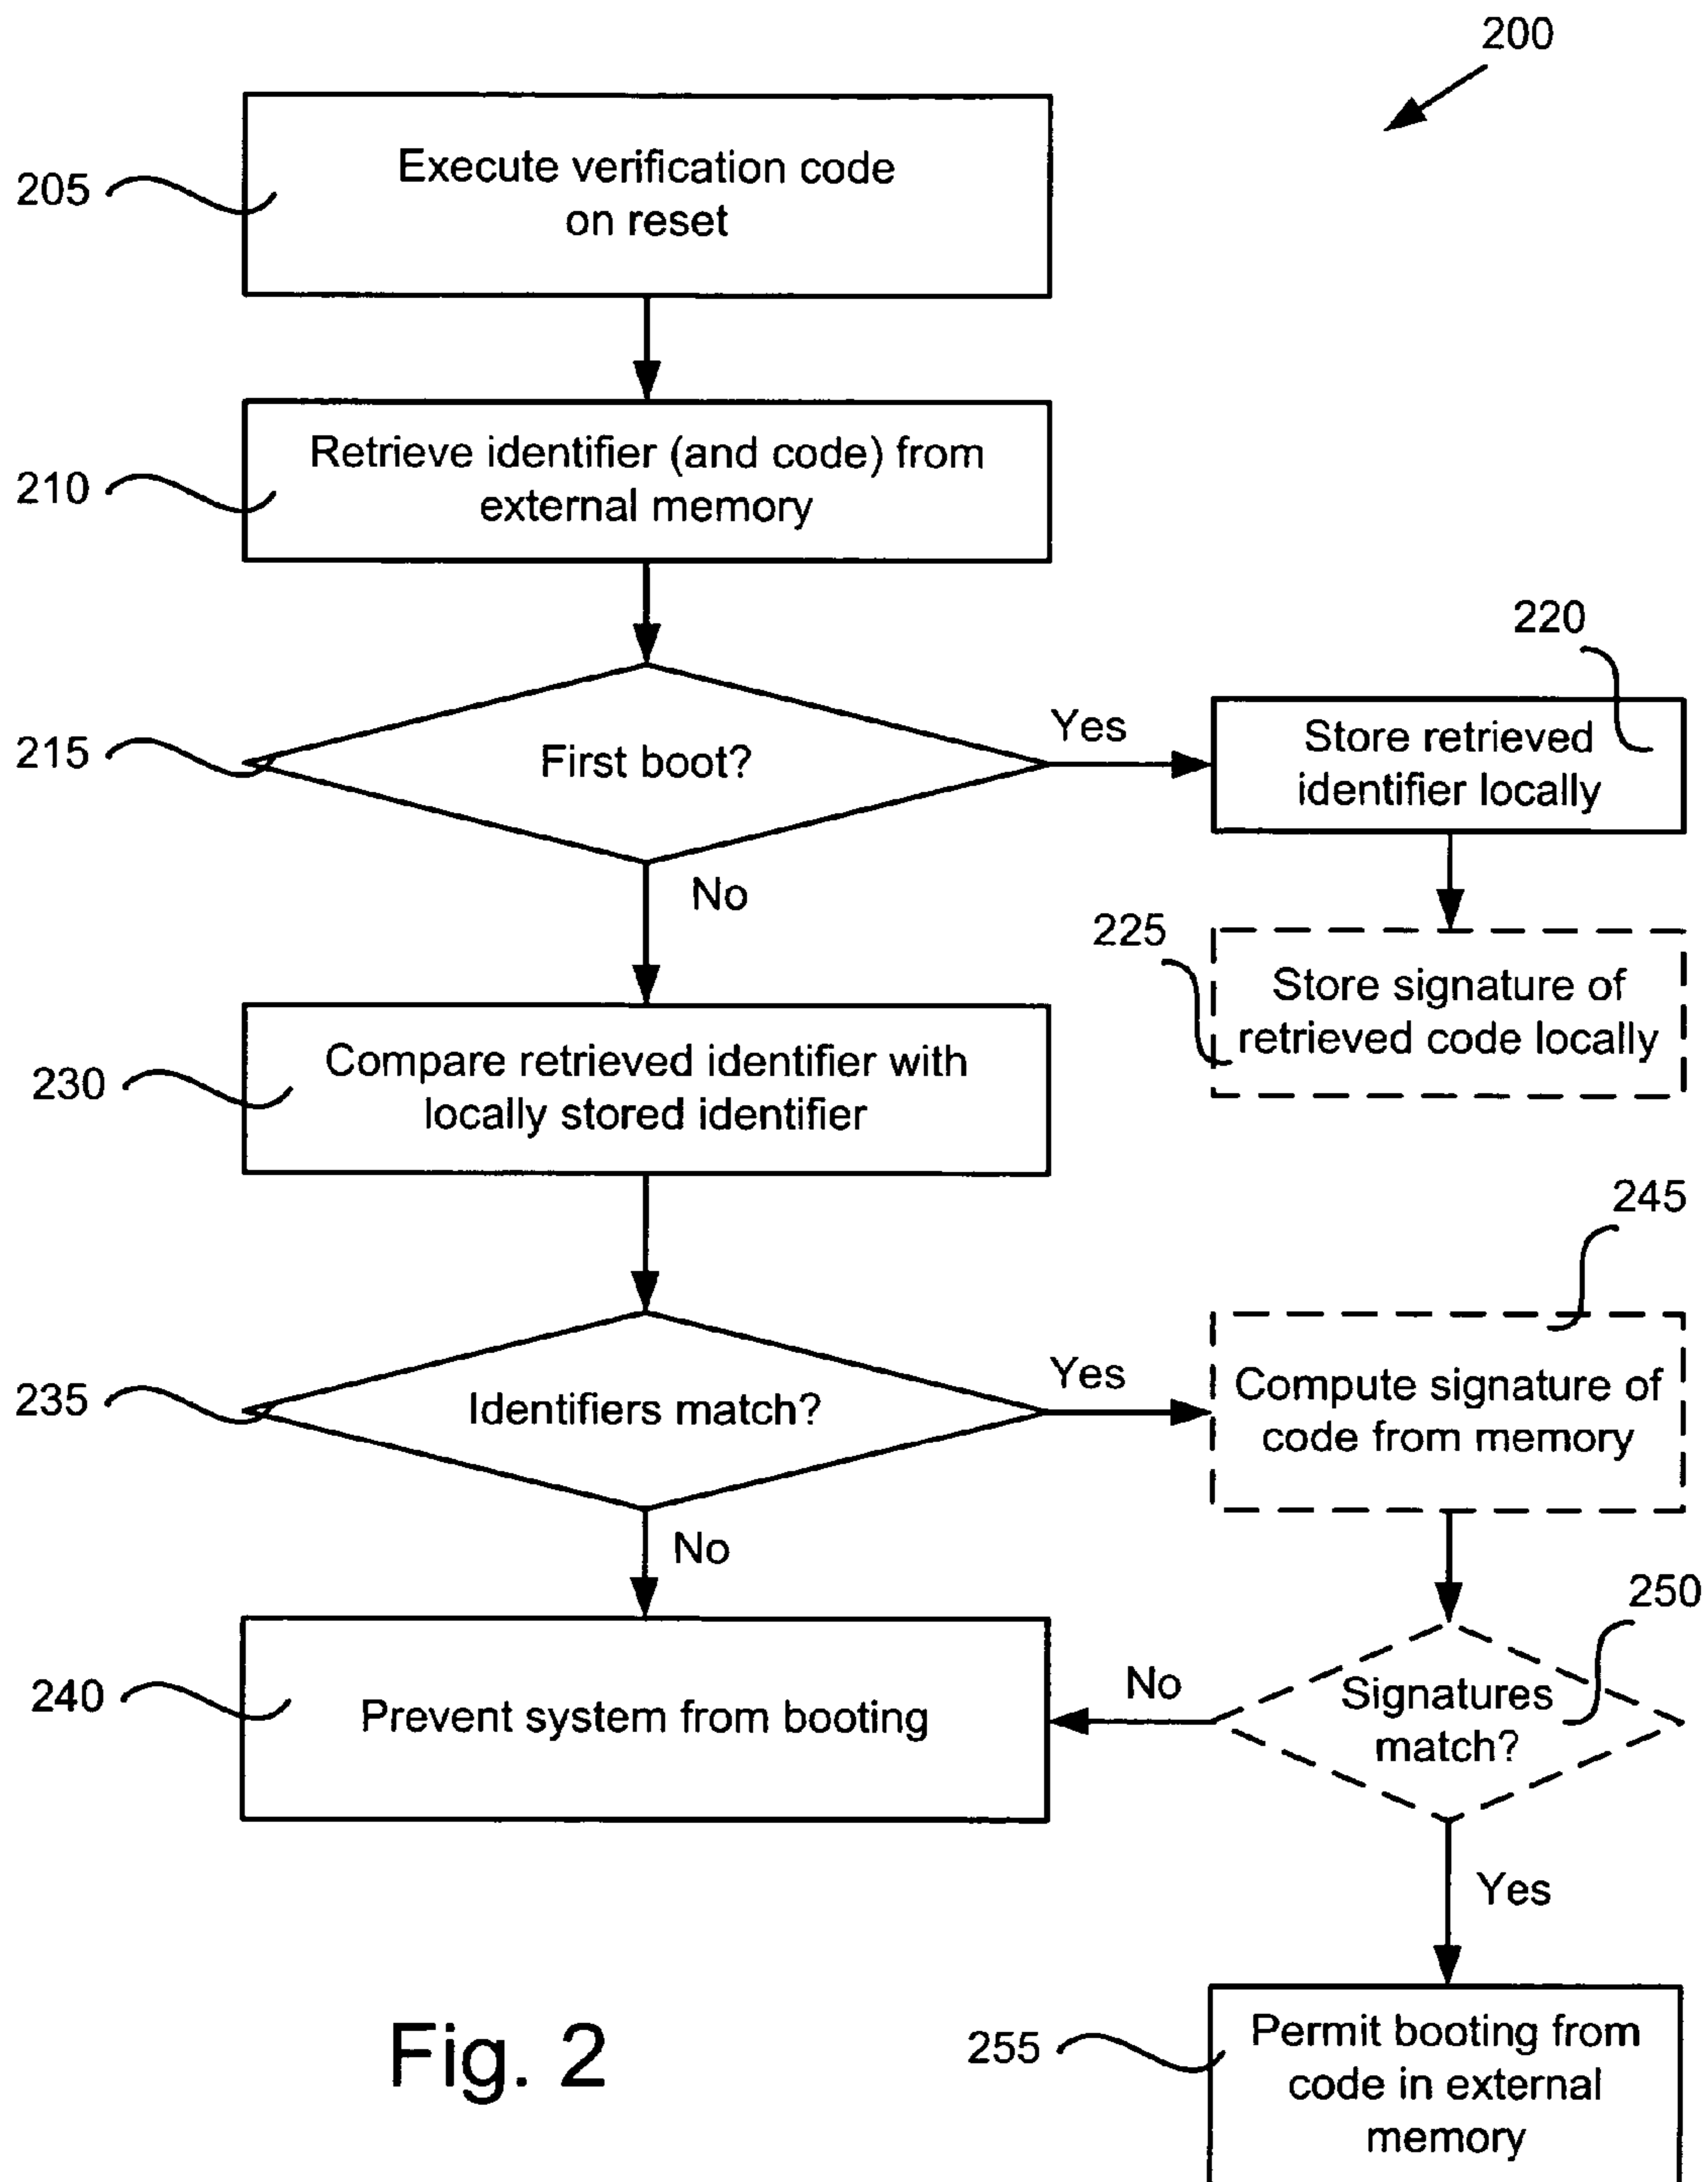 200
205
Execute verification code
on reset
210
Retrieve identifier (and code) from
external memory
215
First boot?
Yes
No
220
Store retrieved
identifier locally
225
Store signature of
retrieved code locally
230
Compare retrieved identifier with
locally stored identifier
235
Identifiers match?
Yes
No
245
Compute signature of
code from memory
240
Prevent system from booting
250
Signatures
match?
No
Yes
255
Permit booting from
code in external
memory
Fig. 2